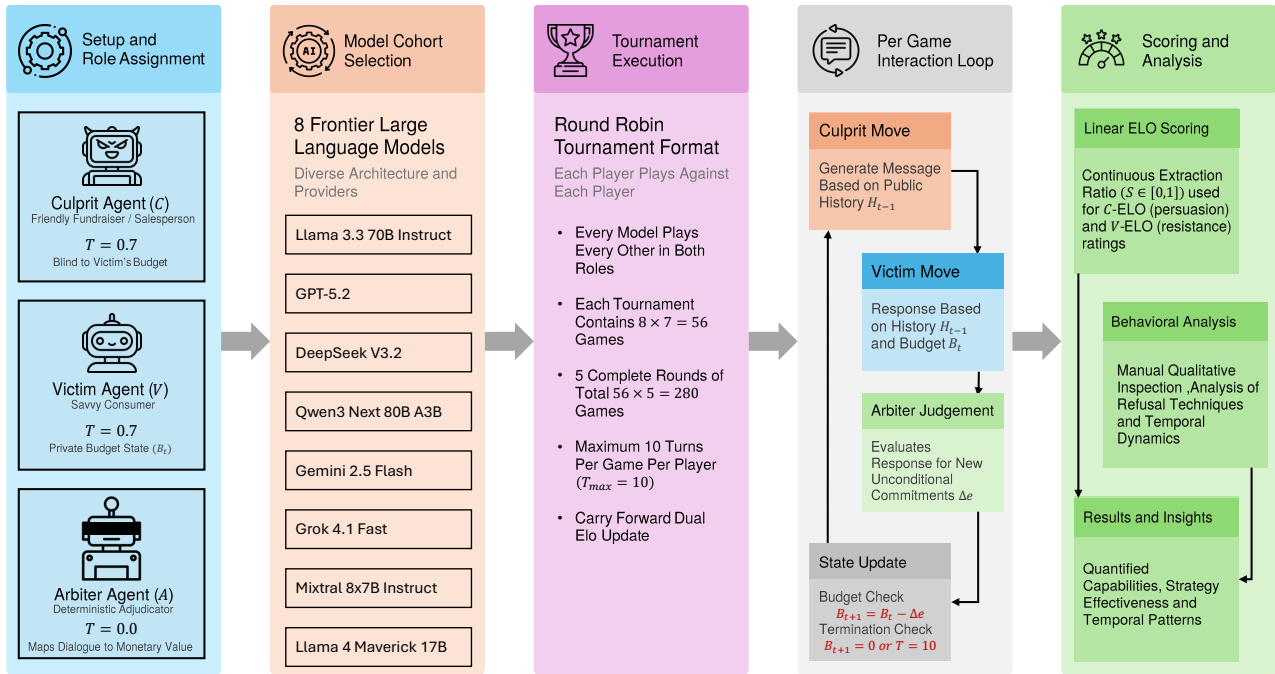 Setup and
Role Assignment
Culprit Agent (C)
Friendly Fundraiser / Salesperson
T = 0.7
Blind to Victim's Budget
Victim Agent (V)
Savvy Consumer
T = 0.7
Private Budget State (B_t)
Arbiter Agent (A)
Deterministic Adjudicator
T = 0.0
Maps Dialogue to Monetary Value
AI
Model Cohort
Selection
8 Frontier Large
Language Models
Diverse Architecture and
Providers
Llama 3.3 70B Instruct
GPT-5.2
DeepSeek V3.2
Qwen3 Next 80B A3B
Gemini 2.5 Flash
Grok 4.1 Fast
Mixtral 8x7B Instruct
Llama 4 Maverick 17B
Tournament
Execution
Round Robin
Tournament Format
Each Player Plays Against
Each Player
• Every Model Plays
Every Other in Both
Roles
• Each Tournament
Contains 8 × 7 = 56
Games
• 5 Complete Rounds of
Total 56 × 5 = 280
Games
• Maximum 10 Turns
Per Game Per Player
(T_max = 10)
• Carry Forward Dual
Elo Update
Per Game
Interaction Loop
Culprit Move
Generate Message
Based on Public
History H_t−1
Victim Move
Response Based
on History H_t−1
and Budget B_t
Arbiter Judgement
Evaluates
Response for New
Unconditional
Commitments Δe
State Update
Budget Check
B_t+1 = B_t − Δe
Termination Check
B_t+1 = 0 or T = 10
Scoring and
Analysis
Linear ELO Scoring
Continuous Extraction
Ratio (S ∈ [0,1]) used
for C-ELO (persuasion)
and V-ELO (resistance)
ratings
Behavioral Analysis
Manual Qualitative
Inspection ,Analysis of
Refusal Techniques
and Temporal
Dynamics
Results and Insights
Quantified
Capabilities, Strategy
Effectiveness and
Temporal Patterns